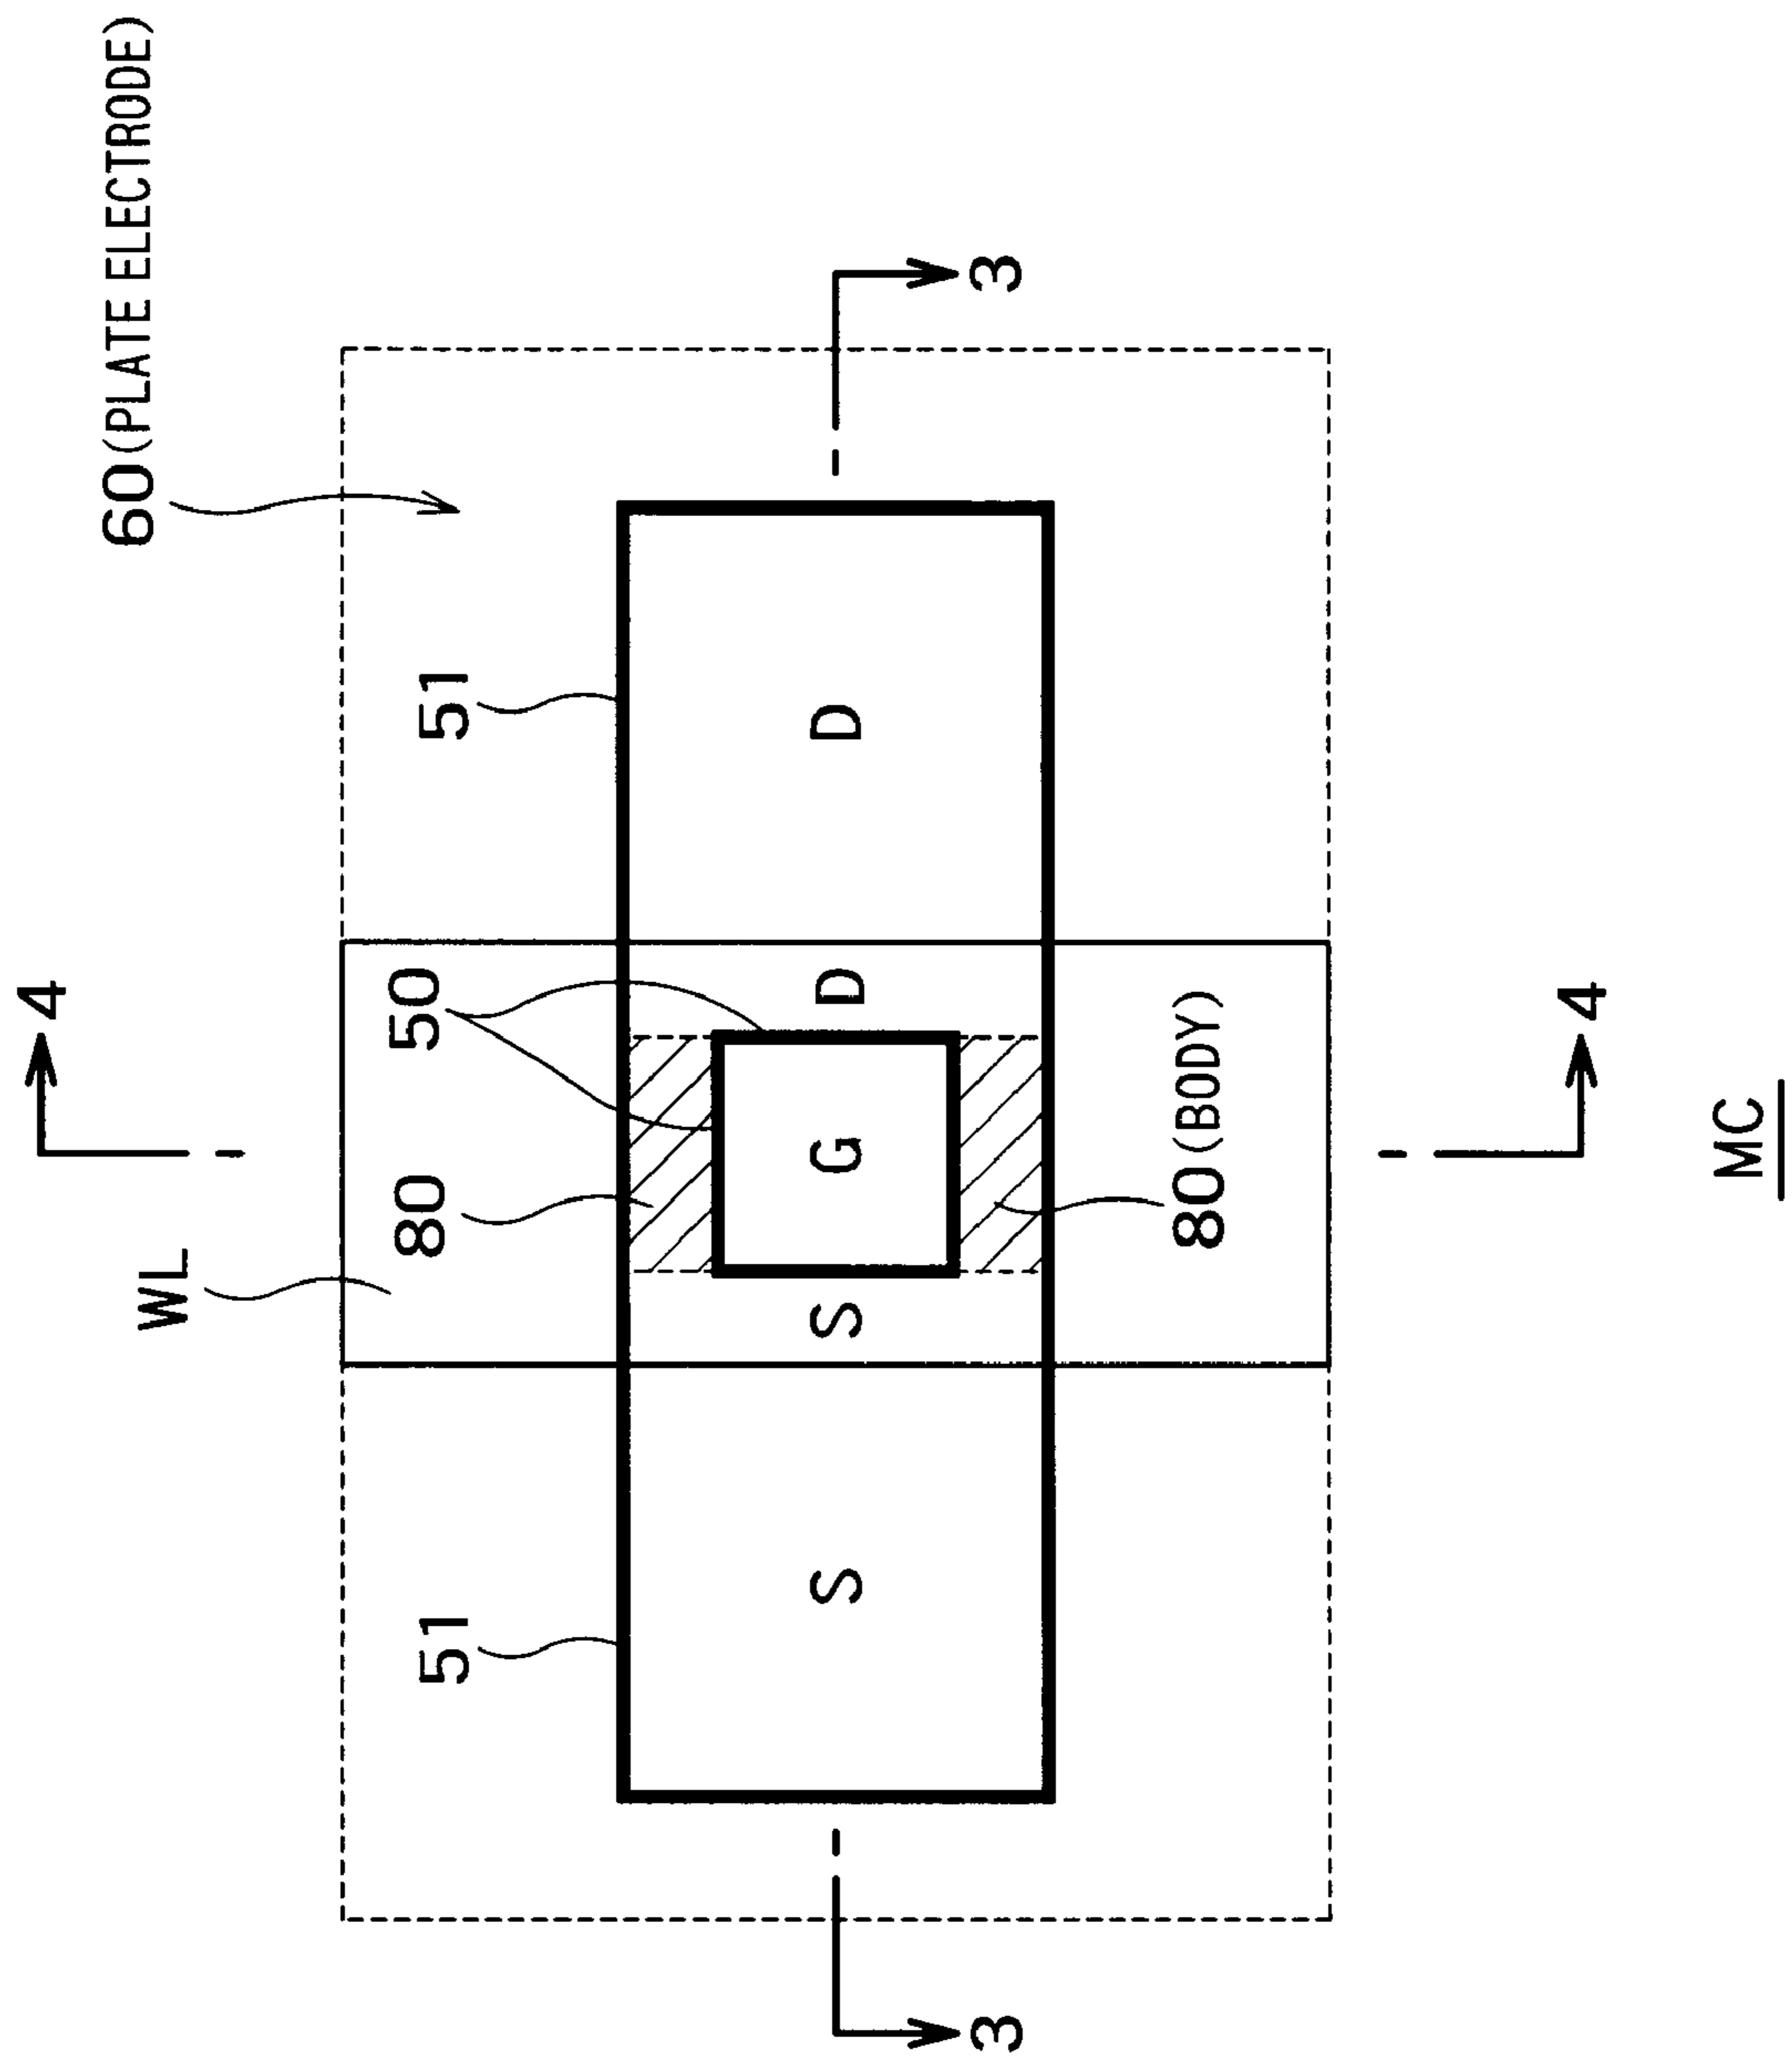 4
WL
60(PLATE ELECTRODE)
51
80
50
51
S
S
G
D
D
3
3
80(BODY)
4
MC